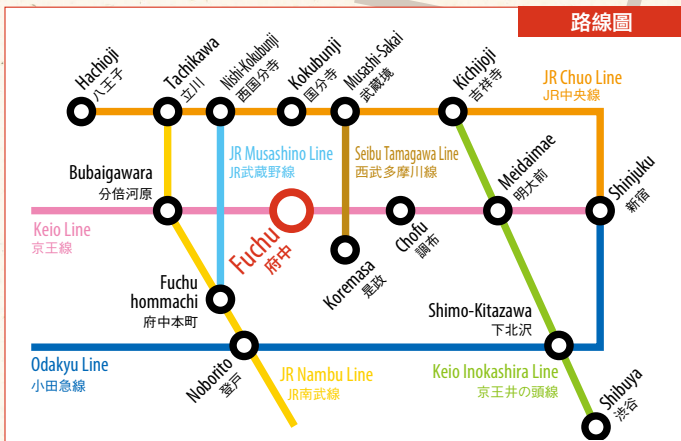 路線圖
Hachioji
八王子
Tachikawa
立川
Nishi-Kokubunji
西国分寺
Kokubunji
国分寺
Musashi-Sakai
武蔵境
Kichijoji
吉祥寺
JR Chuo Line
JR中央線
Bubaigawara
分倍河原
JR Musashino Line
JR武蔵野線
Seibu Tamagawa Line
西武多摩川線
Meidaimae
明大前
Shinjuku
新宿
Keio Line
京王線
Fuchu
府中
Koremasa
是政
Chofu
調布
Fuchu
hommachi
府中本町
Shimo-Kitazawa
下北沢
Odakyu Line
小田急線
Noborito
登戸
JR Nambu Line
JR南武線
Keio Inokashira Line
京王井の頭線
Shibuya
渋谷